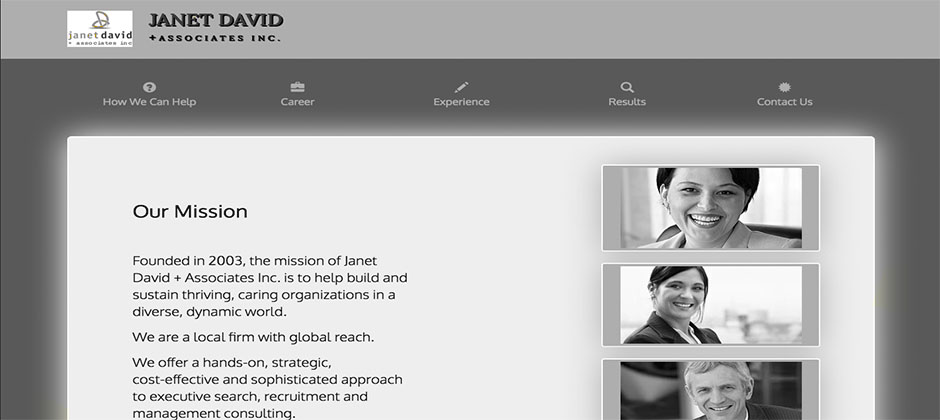 janet david
+ associates inc
JANET DAVID
+ASSOCIATES INC.
How We Can Help
Career
Experience
Results
Contact Us
Our Mission
Founded in 2003, the mission of Janet
David + Associates Inc. is to help build and
sustain thriving, caring organizations in a
diverse, dynamic world.
We are a local firm with global reach.
We offer a hands-on, strategic,
cost-effective and sophisticated approach
to executive search, recruitment and
management consulting.